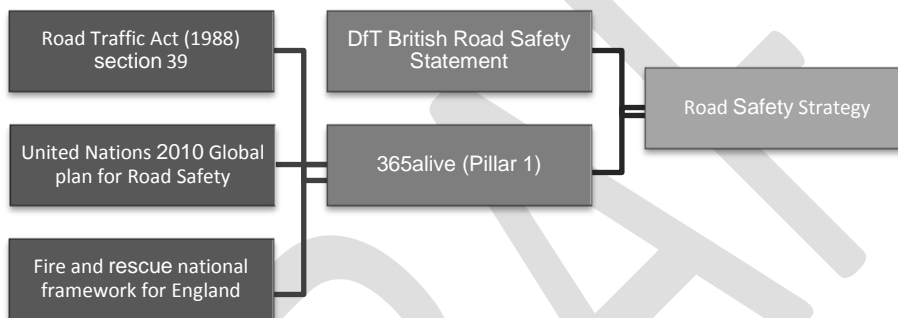 Road Traffic Act (1988)
section 39
DfT British Road Safety
Statement
Road Safety Strategy
United Nations 2010 Global
plan for Road Safety
365alive (Pillar 1)
Fire and rescue national
framework for England